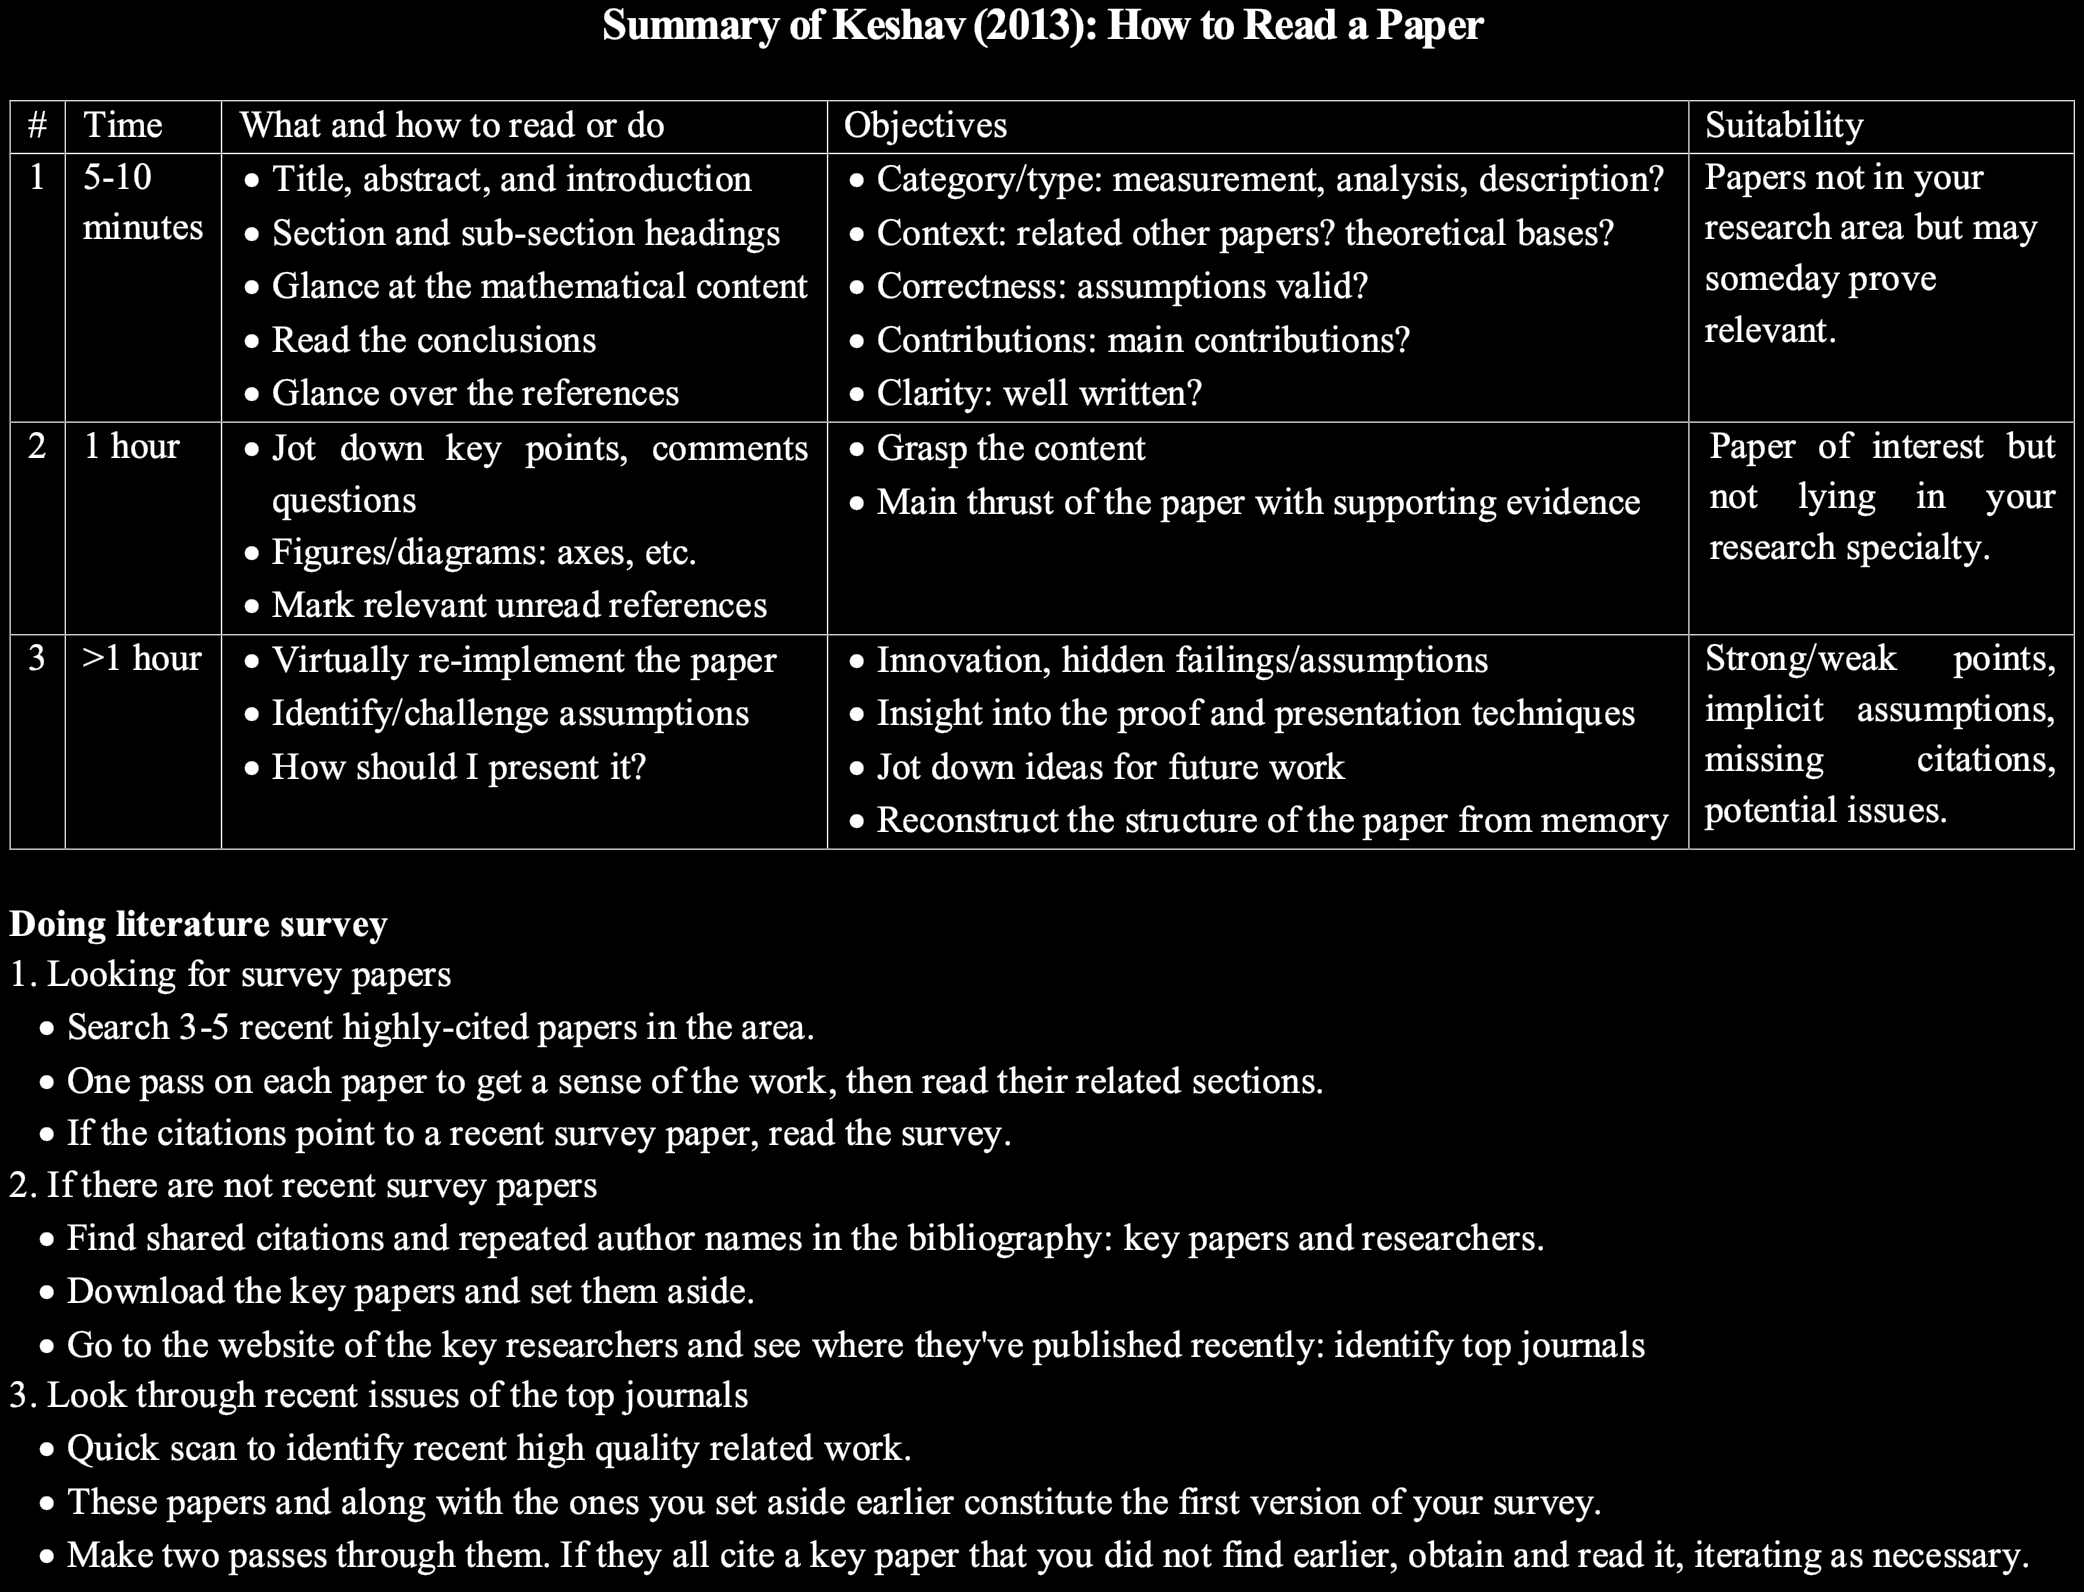 Summary of Keshav (2013): How to Read a Paper
# Time What and how to read or do Objectives Suitability
1
5-10
minutes
• Title, abstract, and introduction
• Section and sub-section headings
• Glance at the mathematical content
• Read the conclusions
• Glance over the references
• Category/type: measurement, analysis, description?
• Context: related other papers? theoretical bases?
• Correctness: assumptions valid?
• Contributions: main contributions?
• Clarity: well written?
Papers not in your
research area but may
someday prove
relevant.
2
1 hour
• Jot down key points, comments
questions
• Figures/diagrams: axes, etc.
• Mark relevant unread references
• Grasp the content
• Main thrust of the paper with supporting evidence
Paper of interest but
not lying in your
research specialty.
3
>1 hour
• Virtually re-implement the paper
• Identify/challenge assumptions
• How should I present it?
• Innovation, hidden failings/assumptions
• Insight into the proof and presentation techniques
• Jot down ideas for future work
• Reconstruct the structure of the paper from memory
Strong/weak points,
implicit assumptions,
missing citations,
potential issues.
Doing literature survey
1. Looking for survey papers
• Search 3-5 recent highly-cited papers in the area.
• One pass on each paper to get a sense of the work, then read their related sections.
• If the citations point to a recent survey paper, read the survey.
2. If there are not recent survey papers
• Find shared citations and repeated author names in the bibliography: key papers and researchers.
• Download the key papers and set them aside.
• Go to the website of the key researchers and see where they've published recently: identify top journals
3. Look through recent issues of the top journals
• Quick scan to identify recent high quality related work.
• These papers and along with the ones you set aside earlier constitute the first version of your survey.
• Make two passes through them. If they all cite a key paper that you did not find earlier, obtain and read it, iterating as necessary.